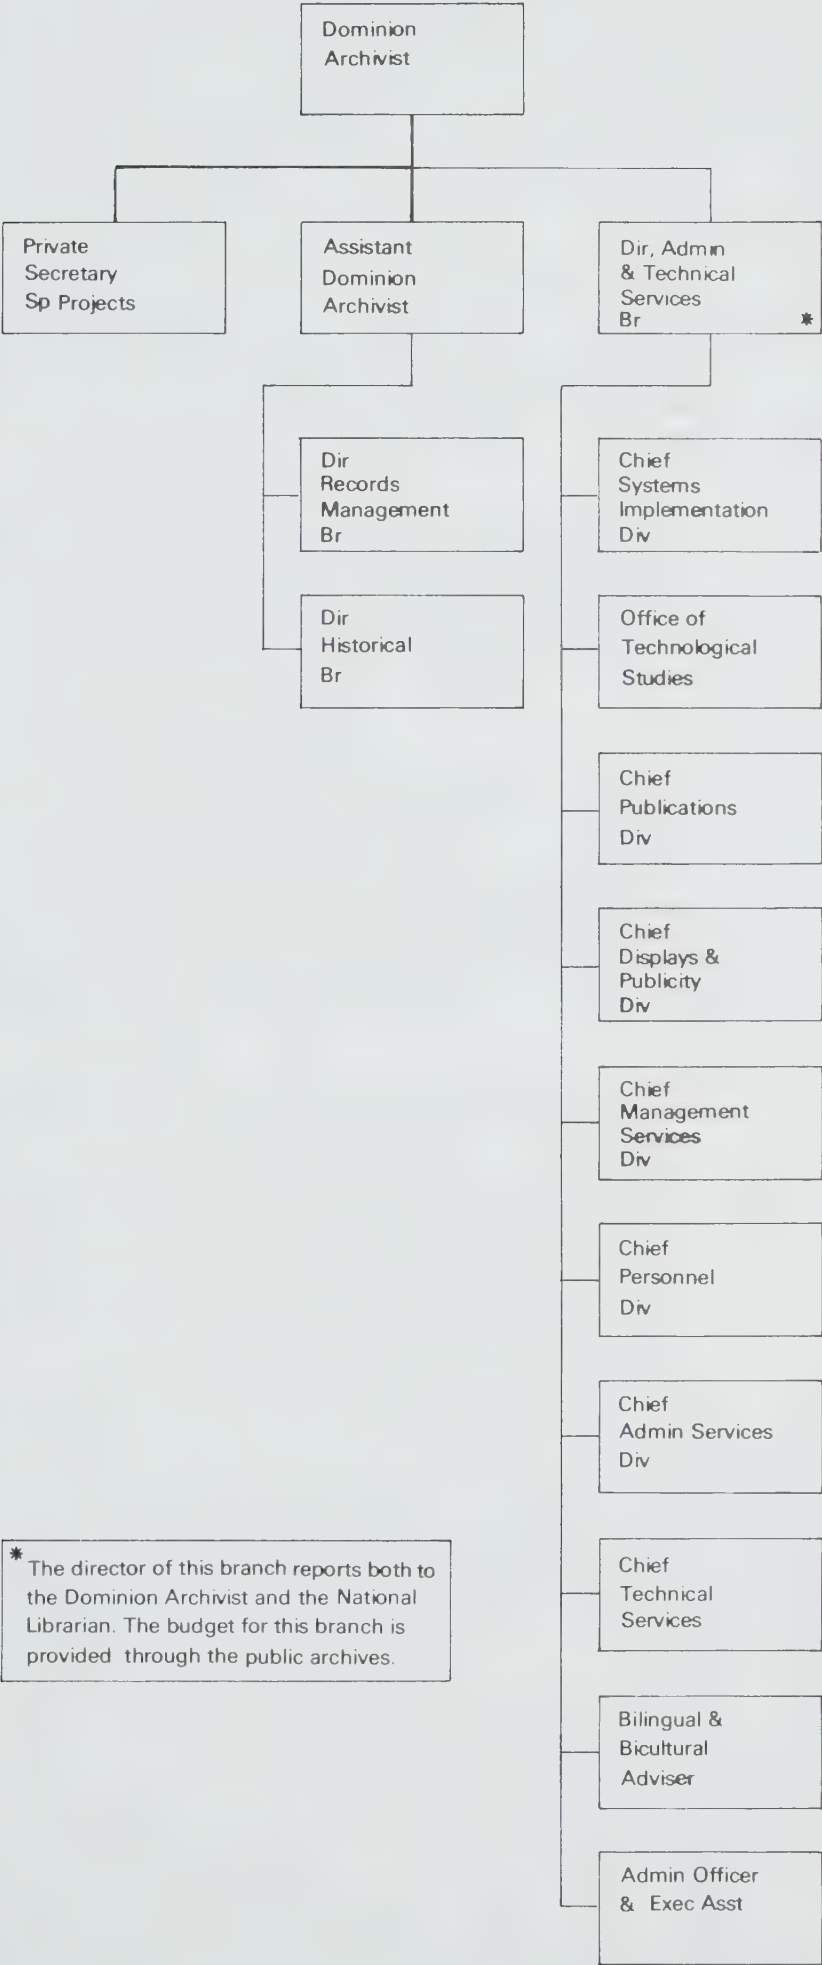 Dominion
Archivist
Private
Secretary
Sp Projects
Assistant
Dominion
Archivist
Dir, Admin
& Technical
Services
Br *
Dir
Records
Management
Br
Dir
Historical
Br
Chief
Systems
Implementation
Div
Office of
Technological
Studies
Chief
Publications
Div
Chief
Displays &
Publicity
Div
Chief
Management
Services
Div
Chief
Personnel
Div
Chief
Admin Services
Div
Chief
Technical
Services
Bilingual &
Bicultural
Adviser
Admin Officer
& Exec Asst
* The director of this branch reports both to
the Dominion Archivist and the National
Librarian. The budget for this branch is
provided through the public archives.